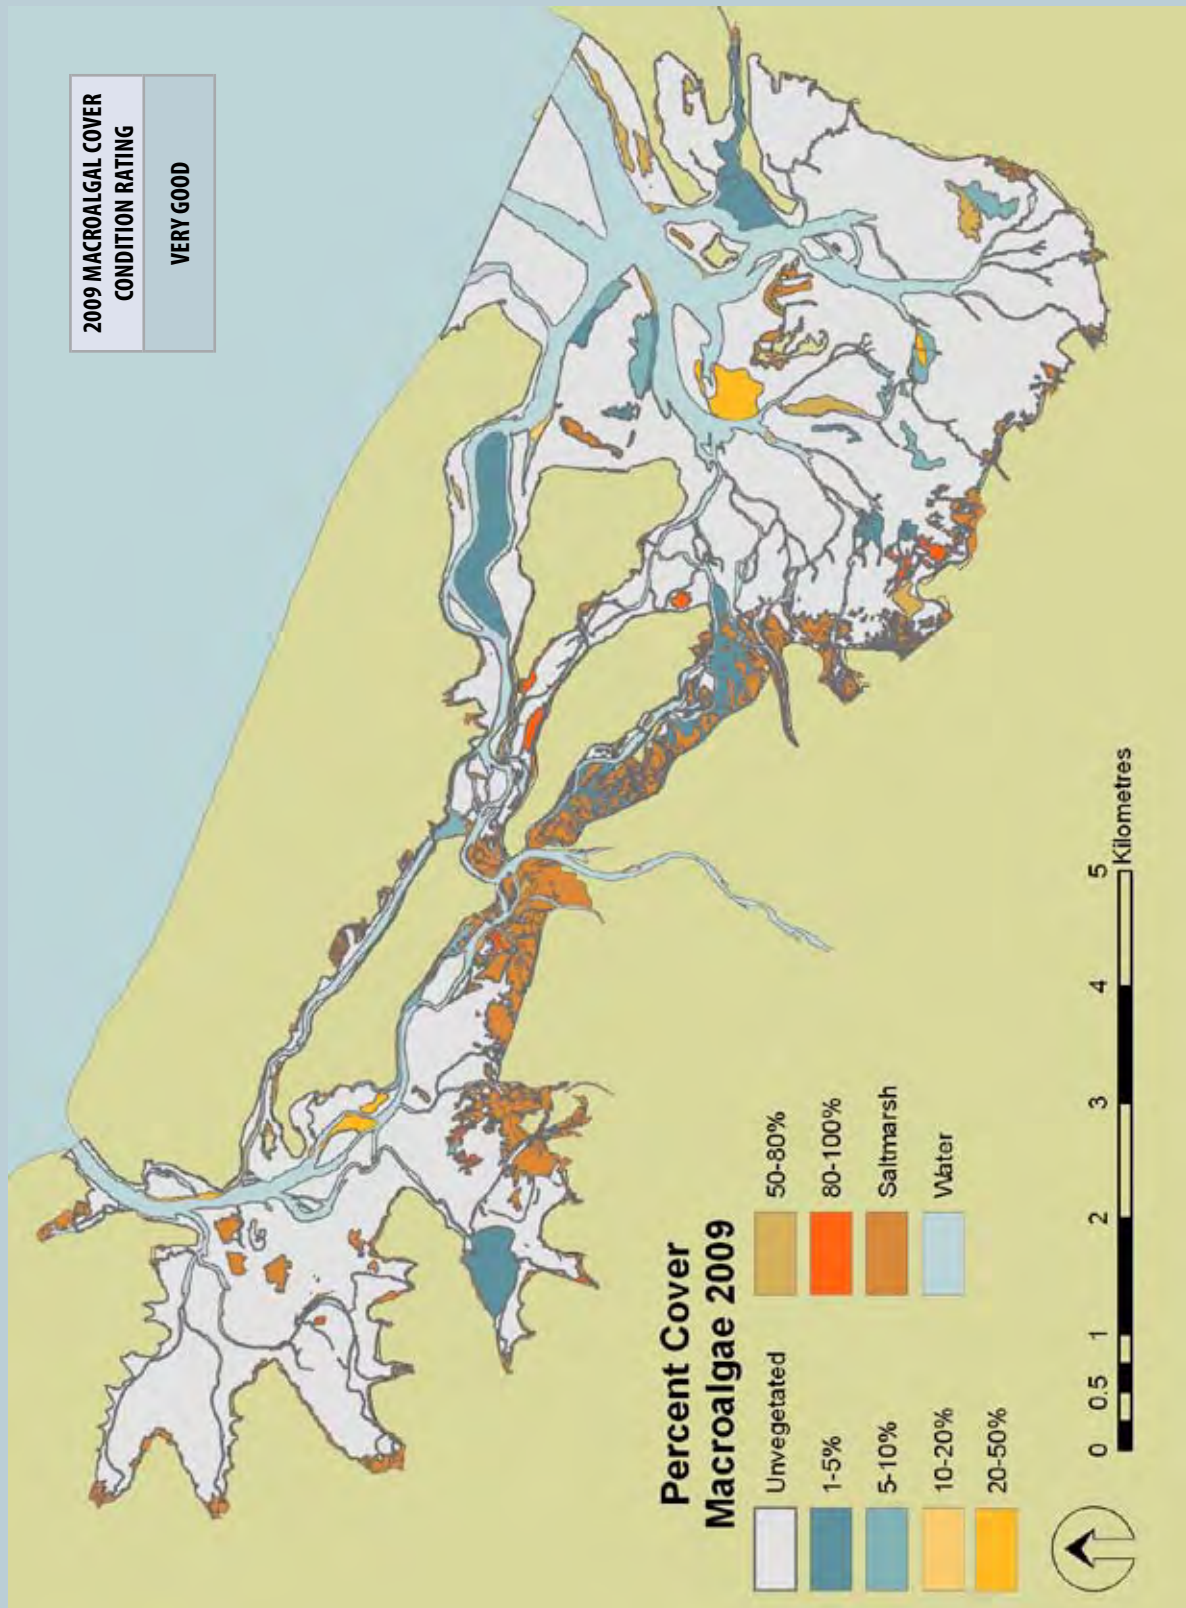 2009 MACROALGAL COVER
CONDITION RATING
VERY GOOD
Percent Cover
Macroalgae 2009
Unvegetated
1-5%
5-10%
10-20%
20-50%
50-80%
80-100%
Saltmarsh
Water
0 0.5 1 2 3 4 5
Kilometres